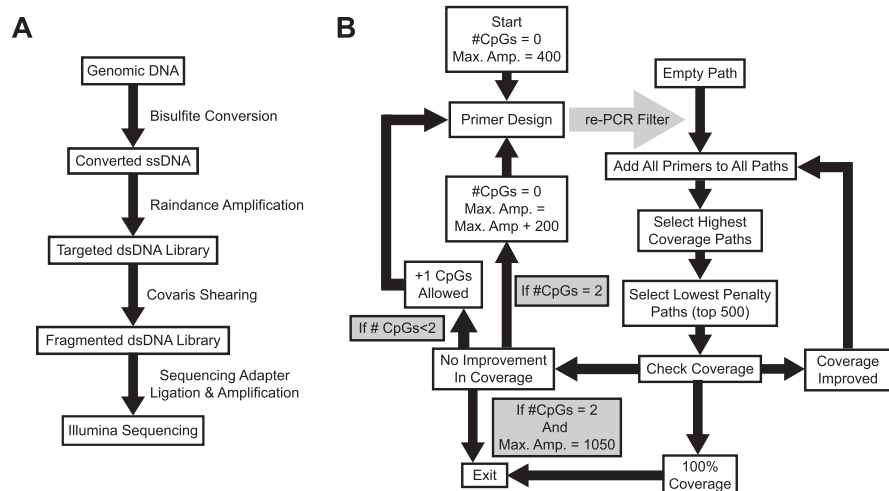 A
Genomic DNA
Bisulfite Conversion
Converted ssDNA
Raindance Amplification
Targeted dsDNA Library
Covaris Shearing
Fragmented dsDNA Library
Sequencing Adapter
Ligation & Amplification
Illumina Sequencing
B
Start
#CpGs = 0
Max. Amp. = 400
Primer Design
re-PCR Filter
Empty Path
Add All Primers to All Paths
#CpGs = 0
Max. Amp. =
Max. Amp + 200
Select Highest
Coverage Paths
+1 CpGs
Allowed
If #CpGs = 2
Select Lowest Penalty
Paths (top 500)
If # CpGs<2
No Improvement
In Coverage
Check Coverage
Coverage
Improved
If #CpGs = 2
And
Max. Amp. = 1050
Exit
100%
Coverage